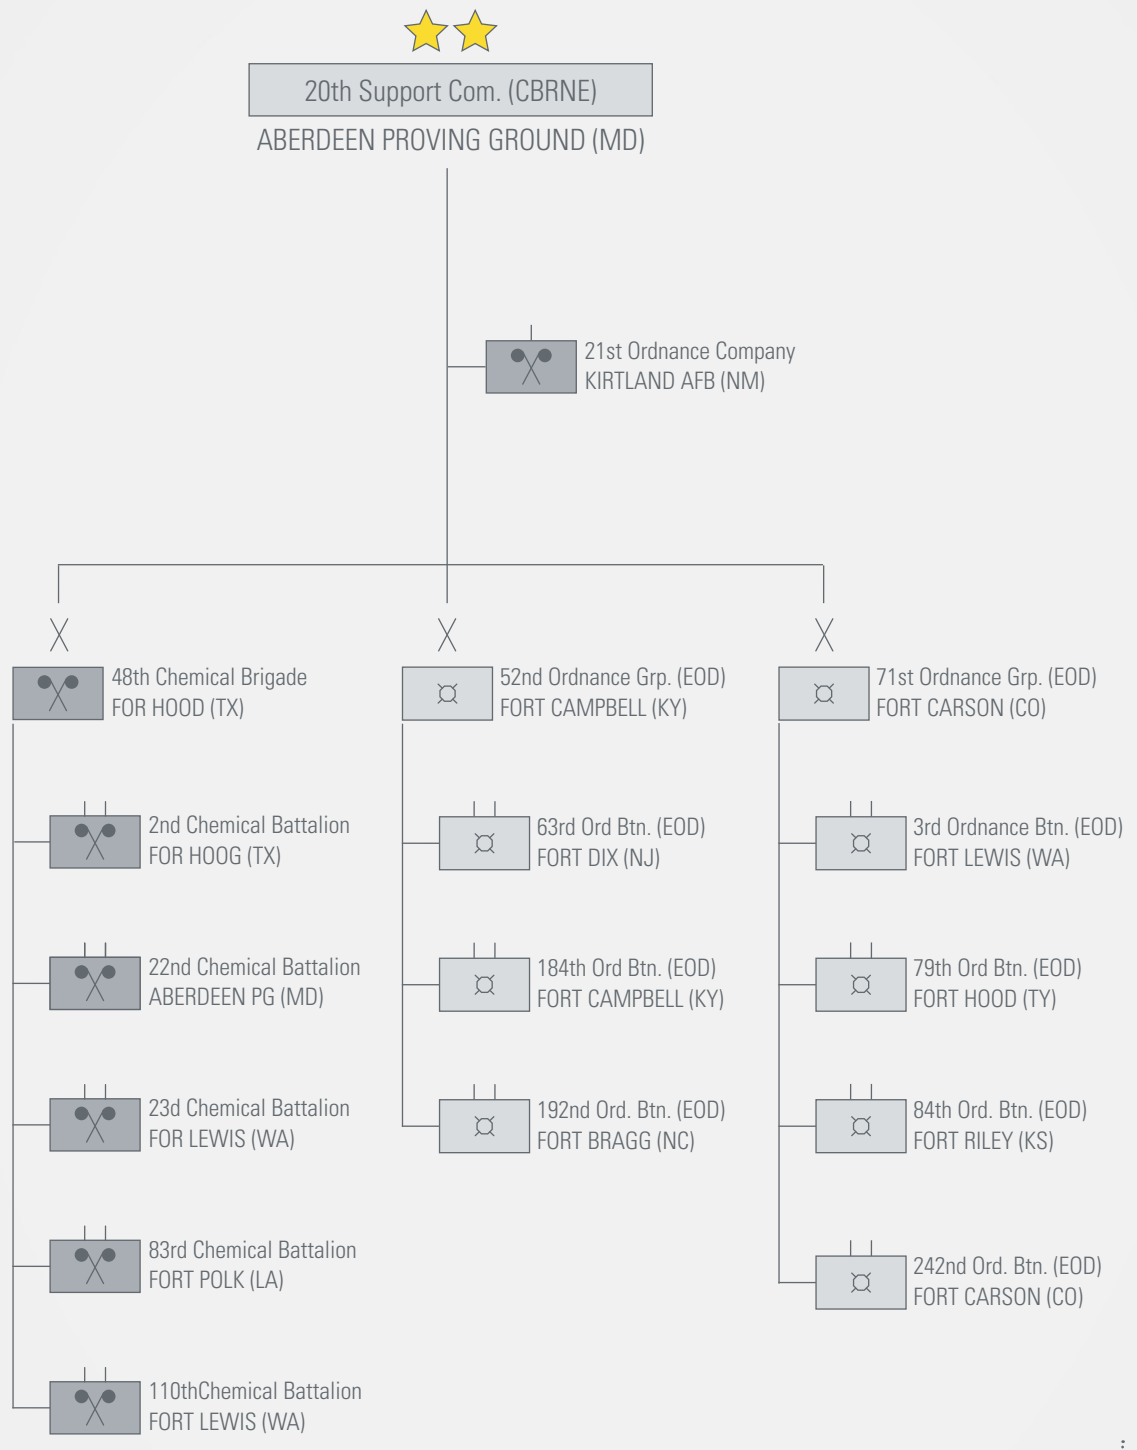 20th Support Com. (CBRNE)
ABERDEEN PROVING GROUND (MD)
21st Ordnance Company
KIRTLAND AFB (NM)
48th Chemical Brigade
FOR HOOD (TX)
2nd Chemical Battalion
FOR HOOG (TX)
22nd Chemical Battalion
ABERDEEN PG (MD)
23d Chemical Battalion
FOR LEWIS (WA)
83rd Chemical Battalion
FORT POLK (LA)
110thChemical Battalion
FORT LEWIS (WA)
52nd Ordnance Grp. (EOD)
FORT CAMPBELL (KY)
63rd Ord Btn. (EOD)
FORT DIX (NJ)
184th Ord Btn. (EOD)
FORT CAMPBELL (KY)
192nd Ord. Btn. (EOD)
FORT BRAGG (NC)
71st Ordnance Grp. (EOD)
FORT CARSON (CO)
3rd Ordnance Btn. (EOD)
FORT LEWIS (WA)
79th Ord Btn. (EOD)
FORT HOOD (TY)
84th Ord. Btn. (EOD)
FORT RILEY (KS)
242nd Ord. Btn. (EOD)
FORT CARSON (CO)